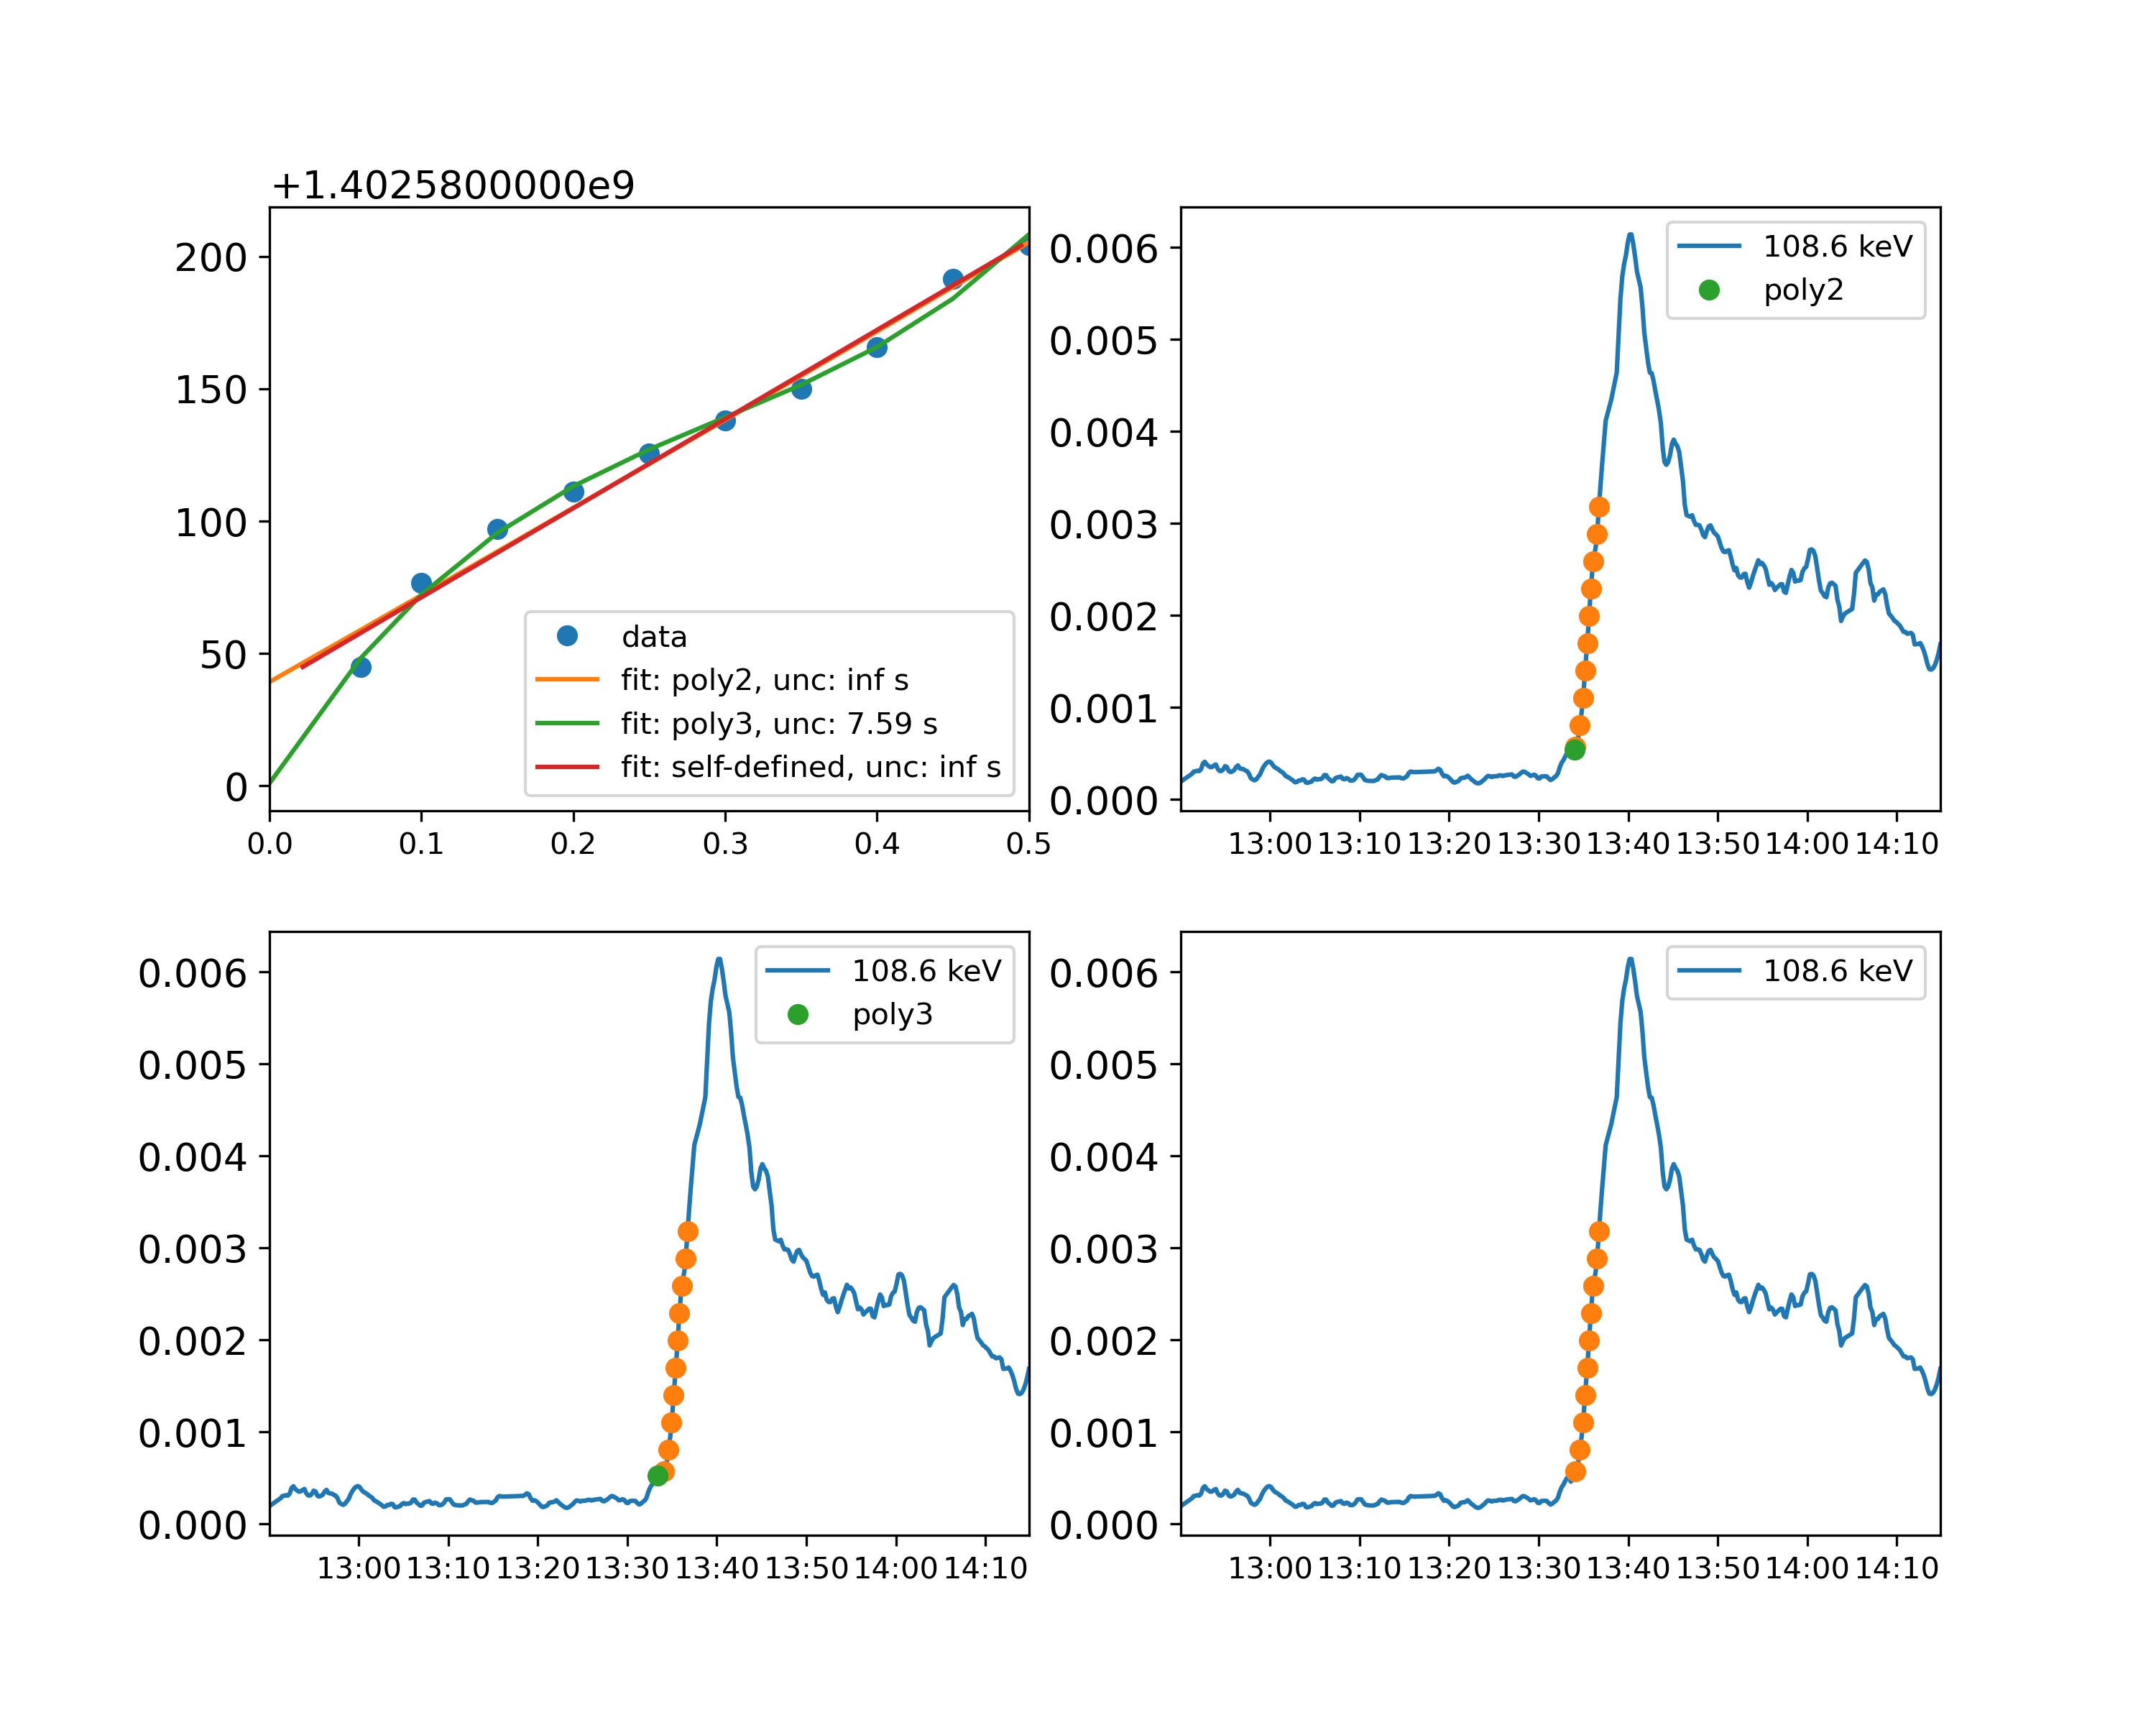 +1.4025800000e9
200
150
100
50
0
0.0 0.1 0.2 0.3 0.4 0.5
data
fit: poly2, unc: inf s
fit: poly3, unc: 7.59 s
fit: self-defined, unc: inf s
0.006
0.005
0.004
0.003
0.002
0.001
0.000
13:00 13:10 13:20 13:30 13:40 13:50 14:00 14:10
108.6 keV
poly2
0.006
0.005
0.004
0.003
0.002
0.001
0.000
13:00 13:10 13:20 13:30 13:40 13:50 14:00 14:10
108.6 keV
poly3
0.006
0.005
0.004
0.003
0.002
0.001
0.000
13:00 13:10 13:20 13:30 13:40 13:50 14:00 14:10
108.6 keV